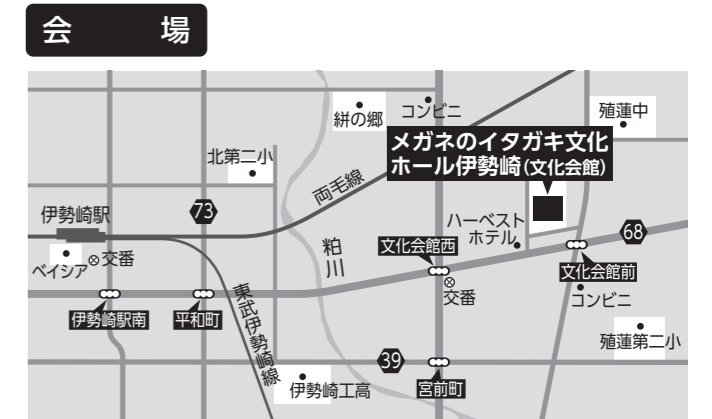 会　場
絣の郷
コンビニ
殖蓮中
メガネのイタガキ文化
ホール伊勢崎(文化会館)
北第二小
両毛線
伊勢崎駅
73
粕川
ハーベスト
ホテル
68
文化会館西
ベイシア
交番
文化会館前
交番
コンビニ
伊勢崎駅南
平和町
東武伊勢崎線
殖蓮第二小
39
伊勢崎工高
宮前町